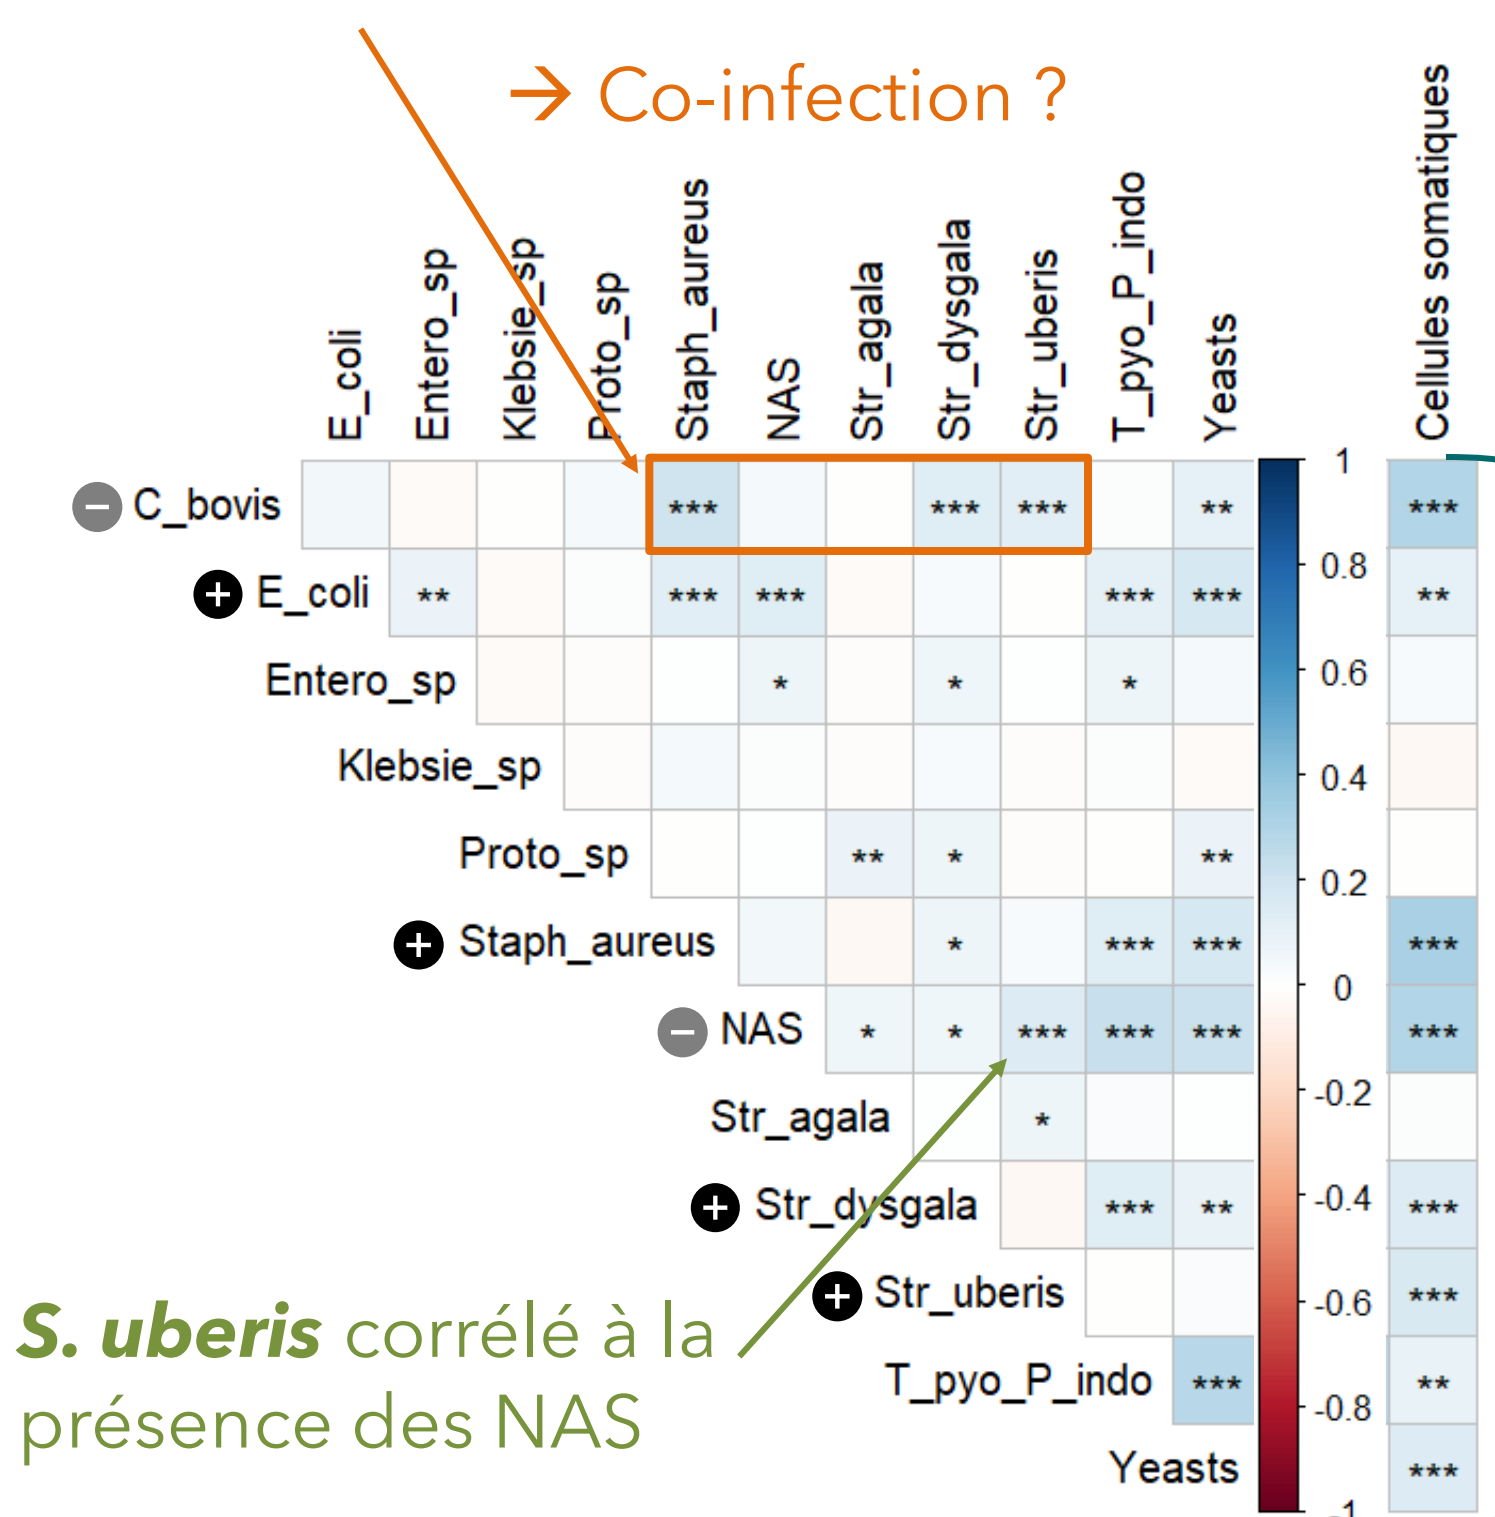 → Co-infection ?
E_coli
Entero_sp
Klebsie_sp
Proto_sp
Staph_aureus
NAS
Str_agala
Str_dysgala
Str_uberis
T_pyo_P_indo
Yeasts
Cellules somatiques
− C_bovis *** *** *** ** ***
+ E_coli ** *** *** *** *** **
Entero_sp * * *
Klebsie_sp
Proto_sp ** * **
+ Staph_aureus * *** *** ***
− NAS * * *** *** *** ***
Str_agala *
+ Str_dysgala *** ** ***
+ Str_uberis ***
T_pyo_P_indo *** **
Yeasts ***
1
0.8
0.6
0.4
0.2
0
-0.2
-0.4
-0.6
-0.8
-1
S. uberis corrélé à la
présence des NAS